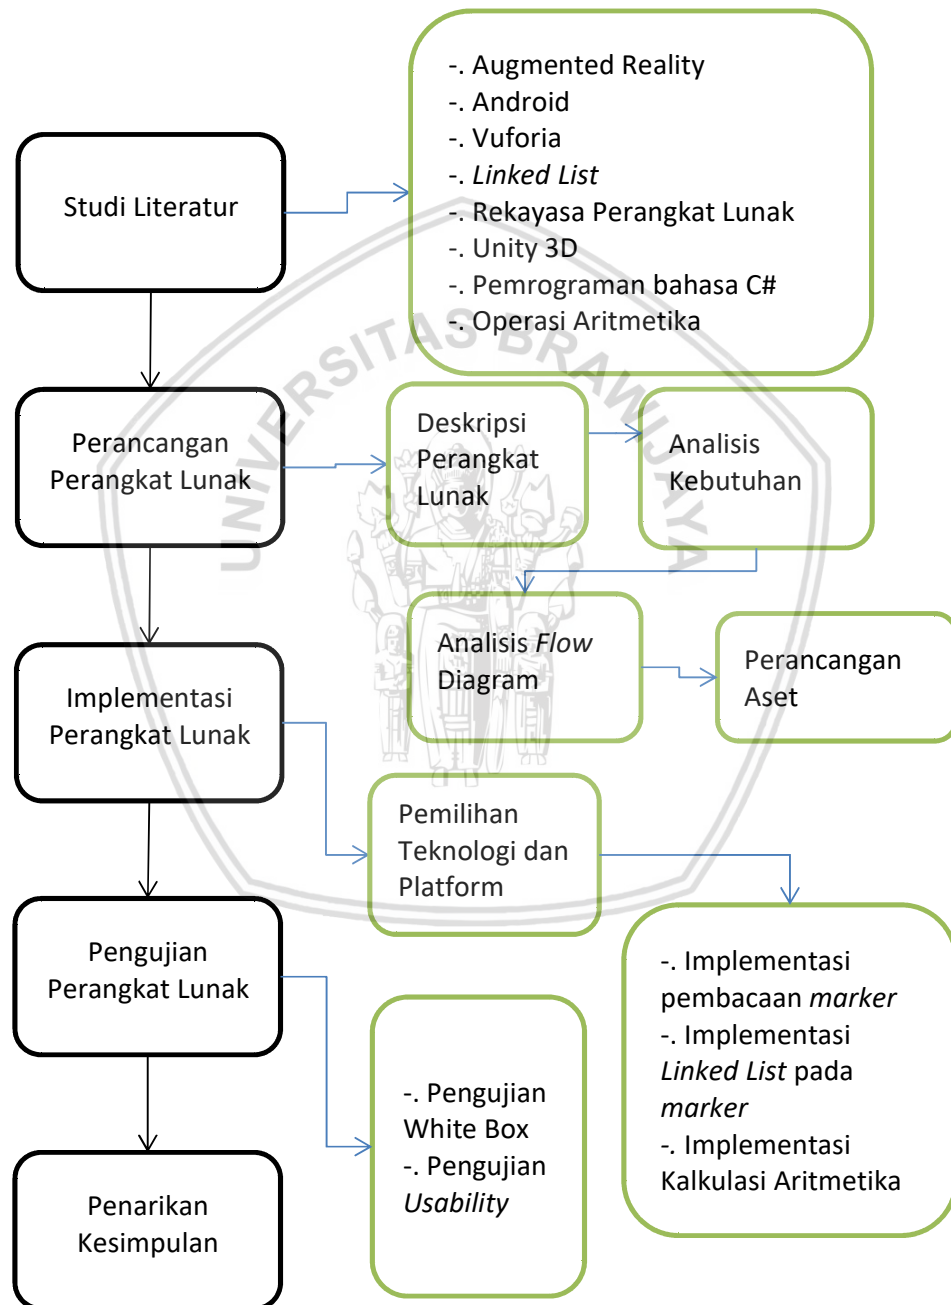 Studi Literatur
-. Augmented Reality
-. Android
-. Vuforia
-. Linked List
-. Rekayasa Perangkat Lunak
-. Unity 3D
-. Pemrograman bahasa C#
-. Operasi Aritmetika
UNIVERSITAS BRAWIJAYA
Perancangan
Perangkat Lunak
Deskripsi
Perangkat
Lunak
Analisis
Kebutuhan
Analisis Flow
Diagram
Perancangan
Aset
Implementasi
Perangkat Lunak
Pemilihan
Teknologi dan
Platform
-. Implementasi
pembacaan marker
-. Implementasi
Linked List pada
marker
-. Implementasi
Kalkulasi Aritmetika
Pengujian
Perangkat Lunak
-. Pengujian
White Box
-. Pengujian
Usability
Penarikan
Kesimpulan